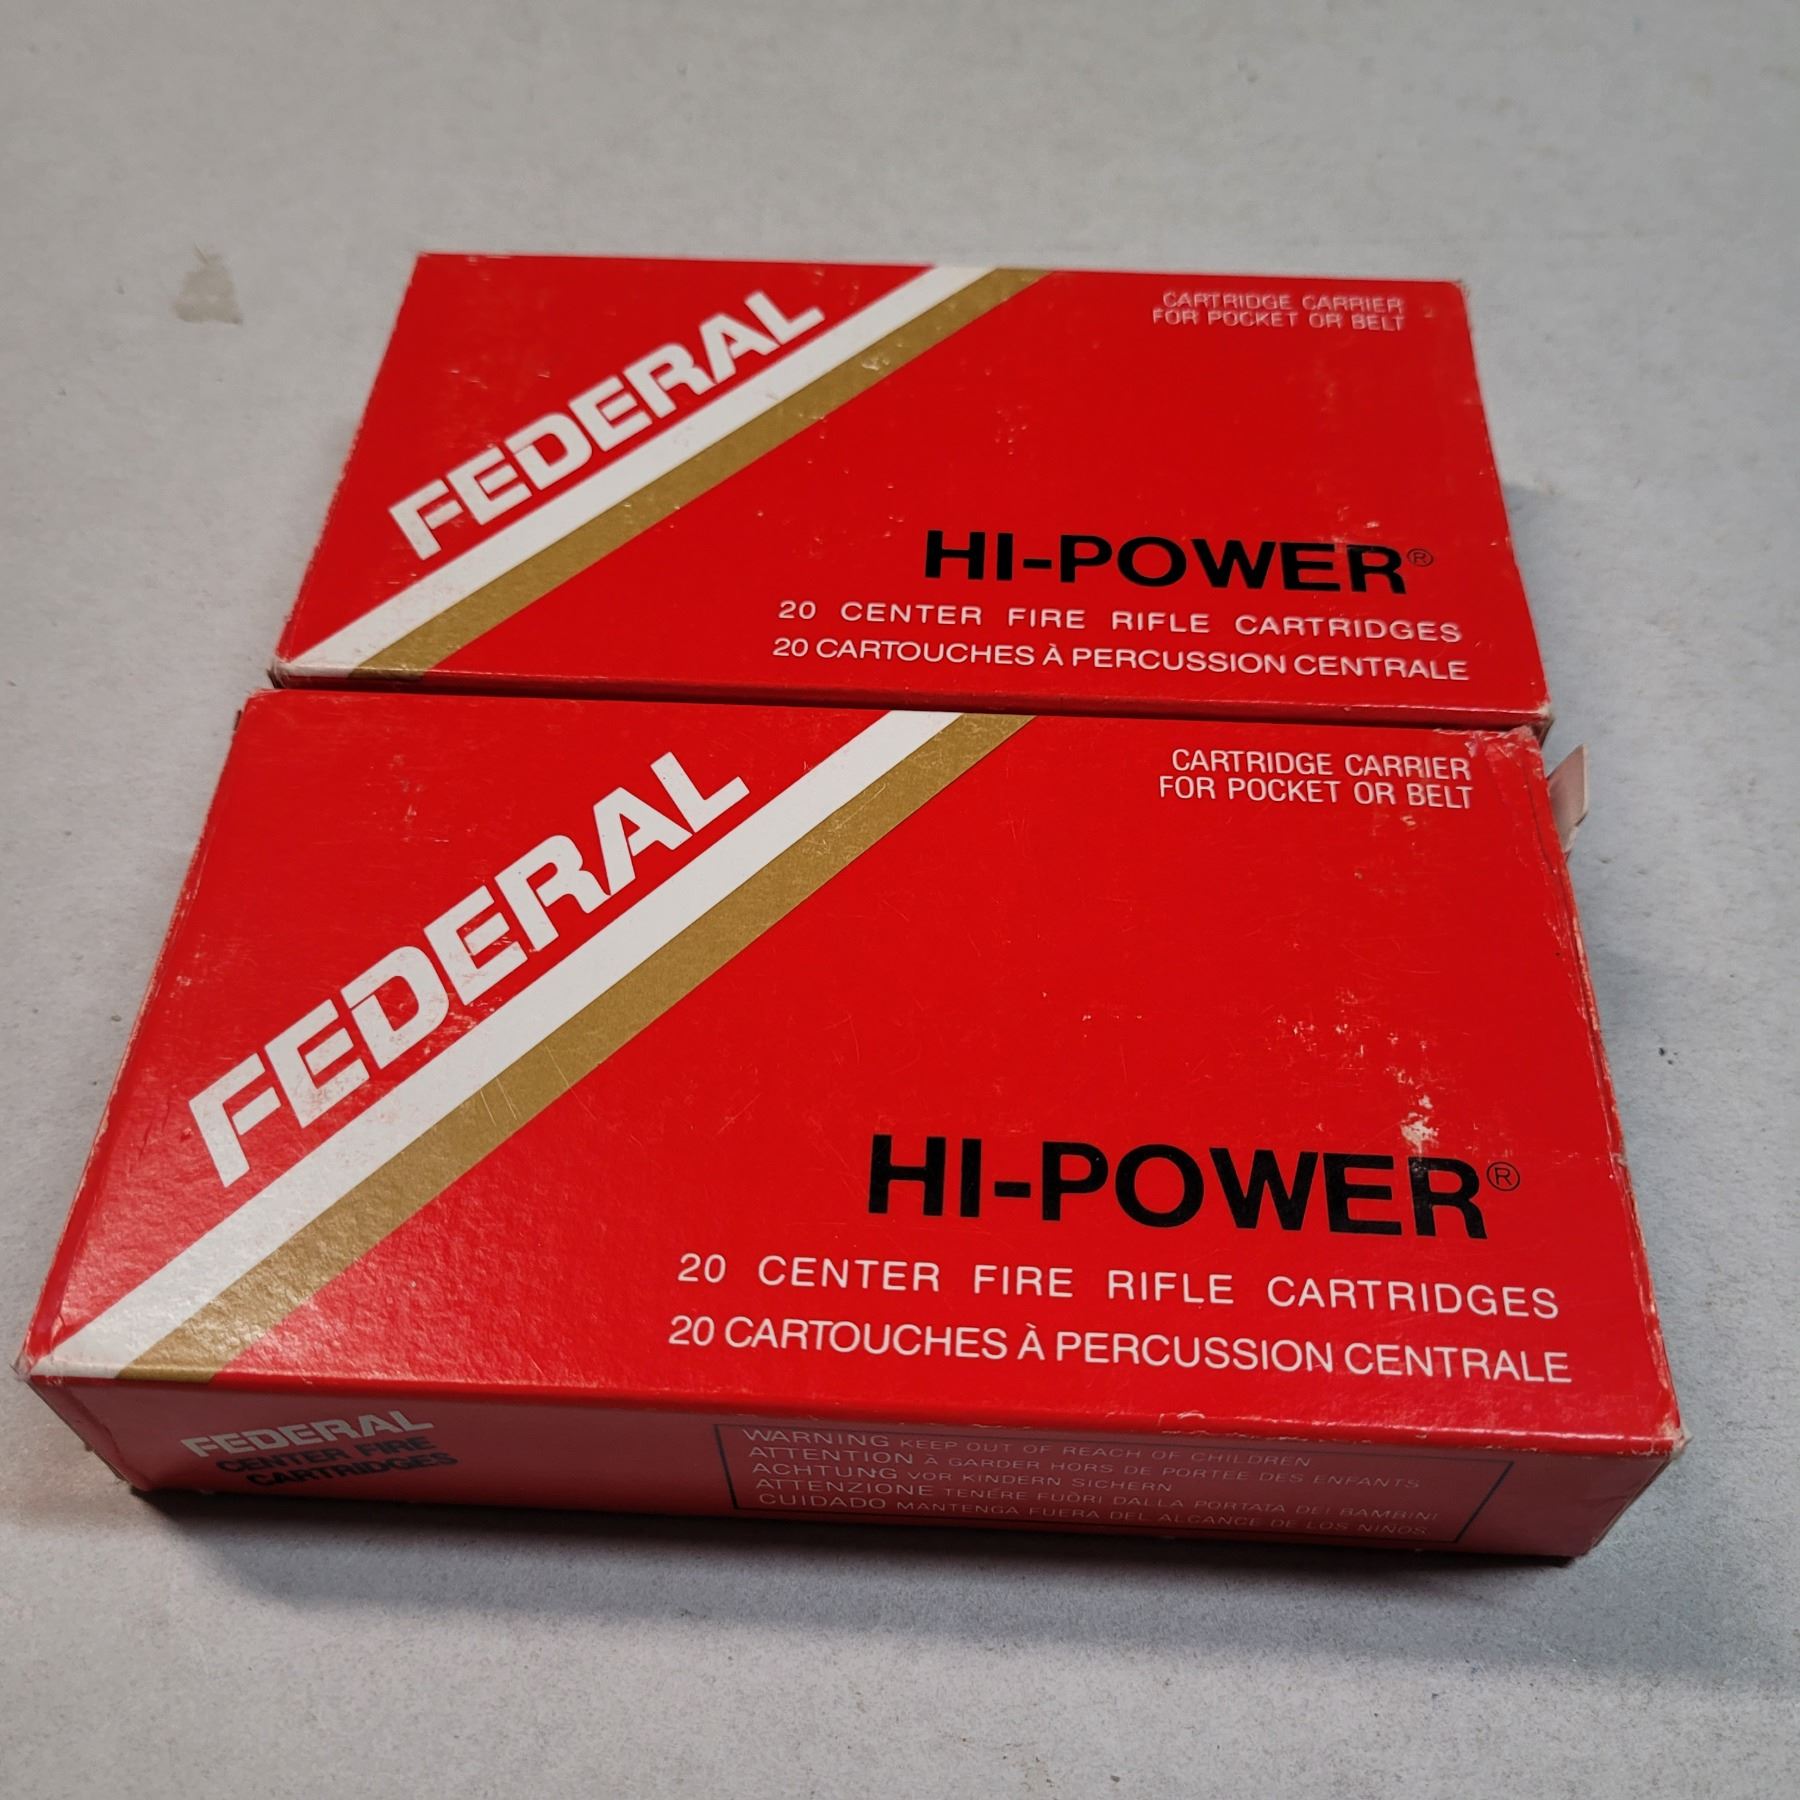 FEDERAL
CARTRIDGE CARRIER
FOR POCKET OR BELT
HI-POWER®
20 CENTER FIRE RIFLE CARTRIDGES
20 CARTOUCHES À PERCUSSION CENTRALE
FEDERAL
CARTRIDGE CARRIER
FOR POCKET OR BELT
HI-POWER®
20 CENTER FIRE RIFLE CARTRIDGES
20 CARTOUCHES À PERCUSSION CENTRALE
FEDERAL
CENTER FIRE
CARTRIDGES
WARNING KEEP OUT OF REACH OF CHILDREN
ATTENTION À GARDER HORS DE PORTEE DES ENFANTS
ACHTUNG VOR KINDERN SICHERN
ATTENZIONE TENERE FUORI DALLA PORTATA DEI BAMBINI
CUIDADO MANTENGA FUERA DEL ALCANCE DE LOS NIÑOS